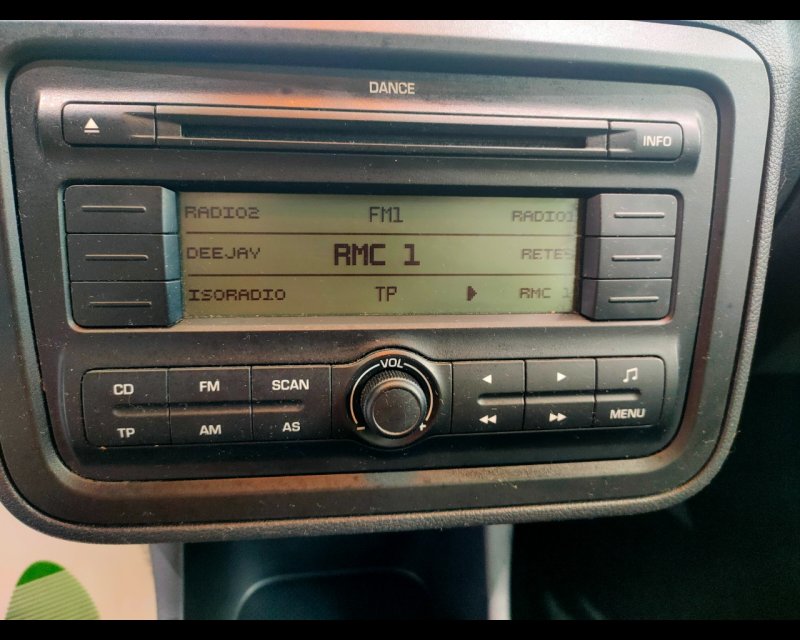 DANCE
INFO
RADIO2 FM1 RADIO1
DEEJAY RMC 1 RETE
ISORADIO TP RMC 1
CD FM SCAN VOL
TP AM AS - + MENU